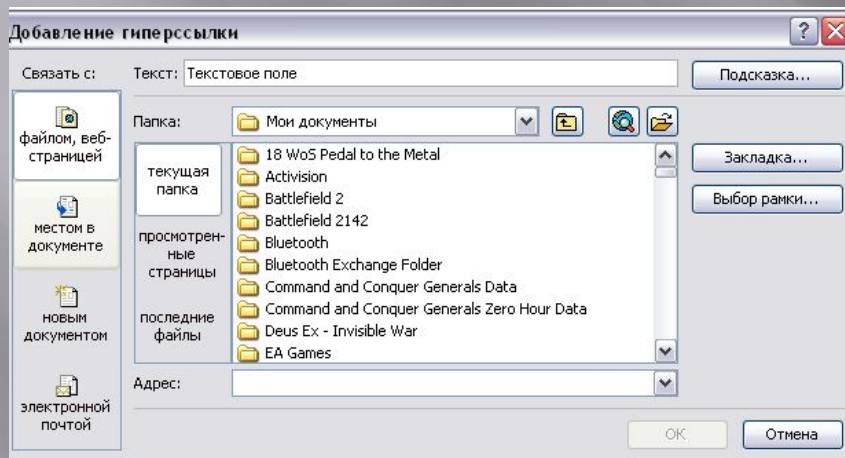 Добавление гиперссылки
Связать с:
Текст: Текстовое поле
Подсказка...
файлом, веб-
страницей
местом в
документе
новым
документом
электронной
почтой
Папка:
Мои документы
текущая
папка
просмотрен-
ные
страницы
последние
файлы
18 WoS Pedal to the Metal
Activision
Battlefield 2
Battlefield 2142
Bluetooth
Bluetooth Exchange Folder
Command and Conquer Generals Data
Command and Conquer Generals Zero Hour Data
Deus Ex - Invisible War
EA Games
Закладка...
Выбор рамки...
Адрес:
ОК
Отмена